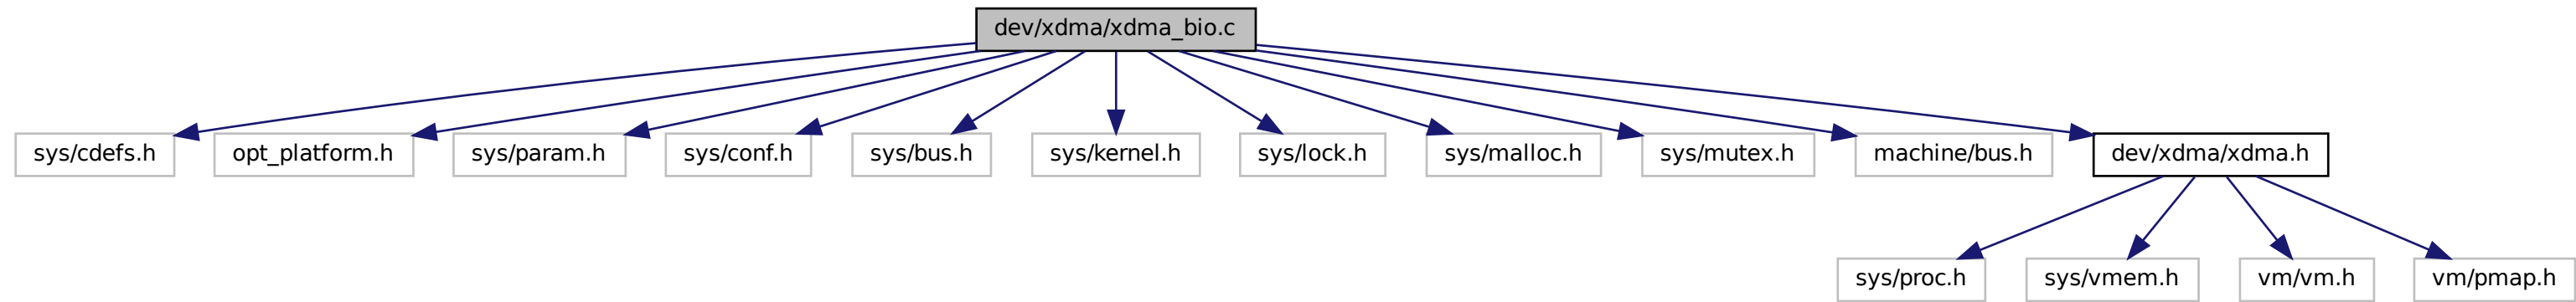 dev/xdma/xdma_bio.c
sys/cdefs.h
opt_platform.h
sys/param.h
sys/conf.h
sys/bus.h
sys/kernel.h
sys/lock.h
sys/malloc.h
sys/mutex.h
machine/bus.h
dev/xdma/xdma.h
sys/proc.h
sys/vmem.h
vm/vm.h
vm/pmap.h